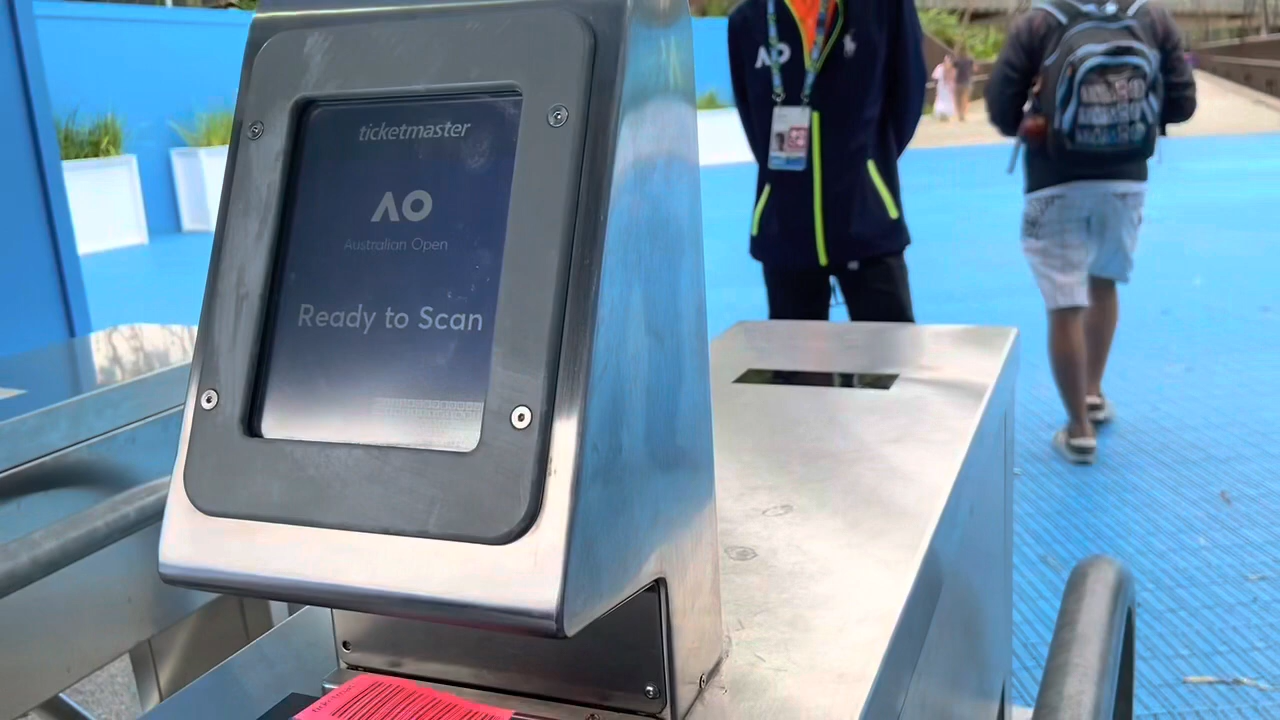 ticketmaster
AO
Australian Open
Ready to Scan
AO